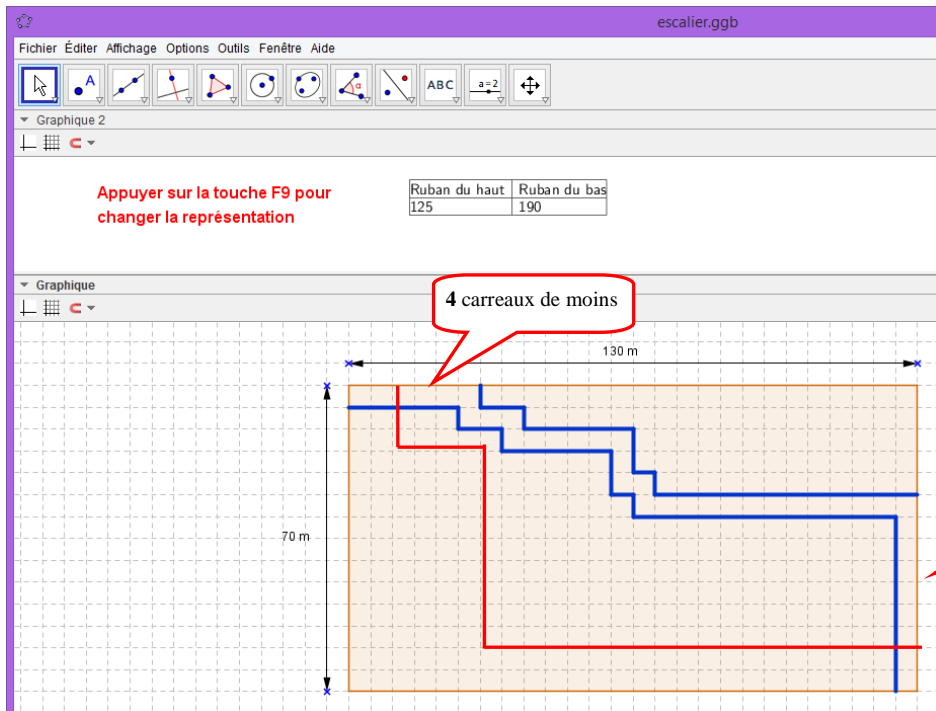 escalier.ggb
Fichier Éditer Affichage Options Outils Fenêtre Aide
A
α
ABC
a=2
Graphique 2
Appuyer sur la touche F9 pour
changer la représentation
Ruban du haut Ruban du bas
125 190
Graphique
4 carreaux de moins
130 m
70 m